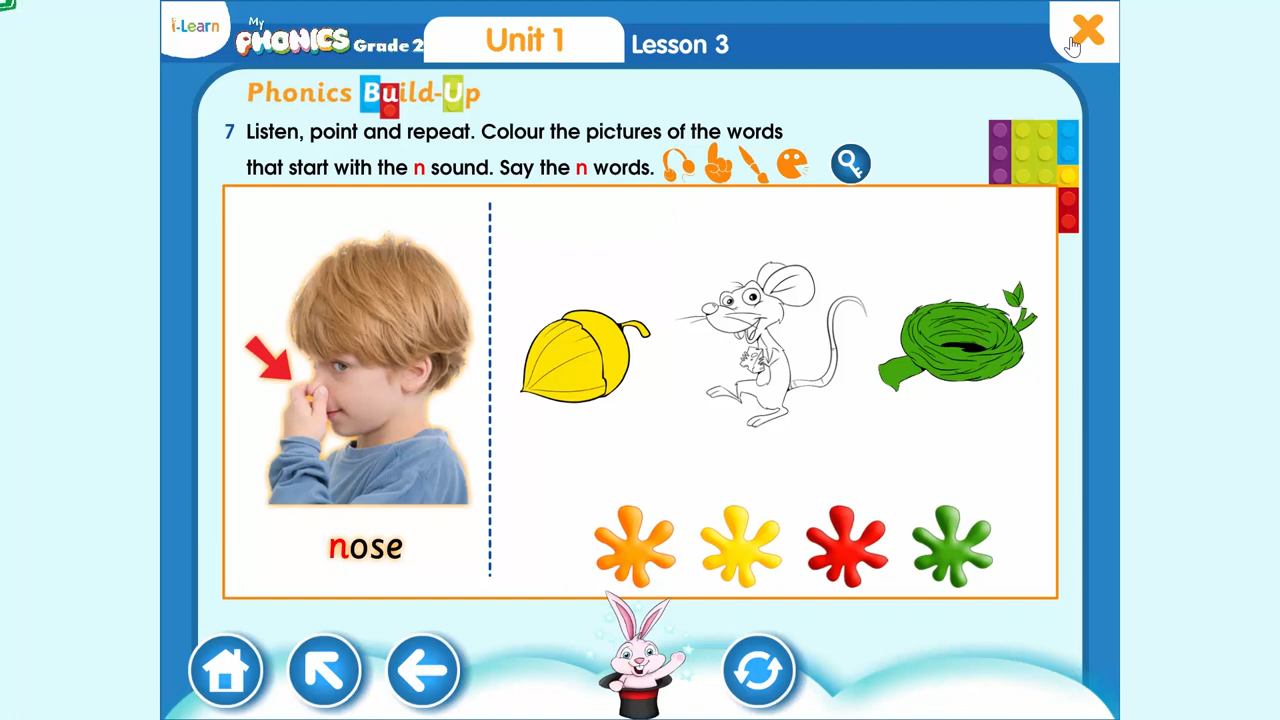 i-Learn
My
PHONICS Grade 2
Unit 1
Lesson 3
Phonics Build-Up
7 Listen, point and repeat. Colour the pictures of the words
that start with the n sound. Say the n words.
nose